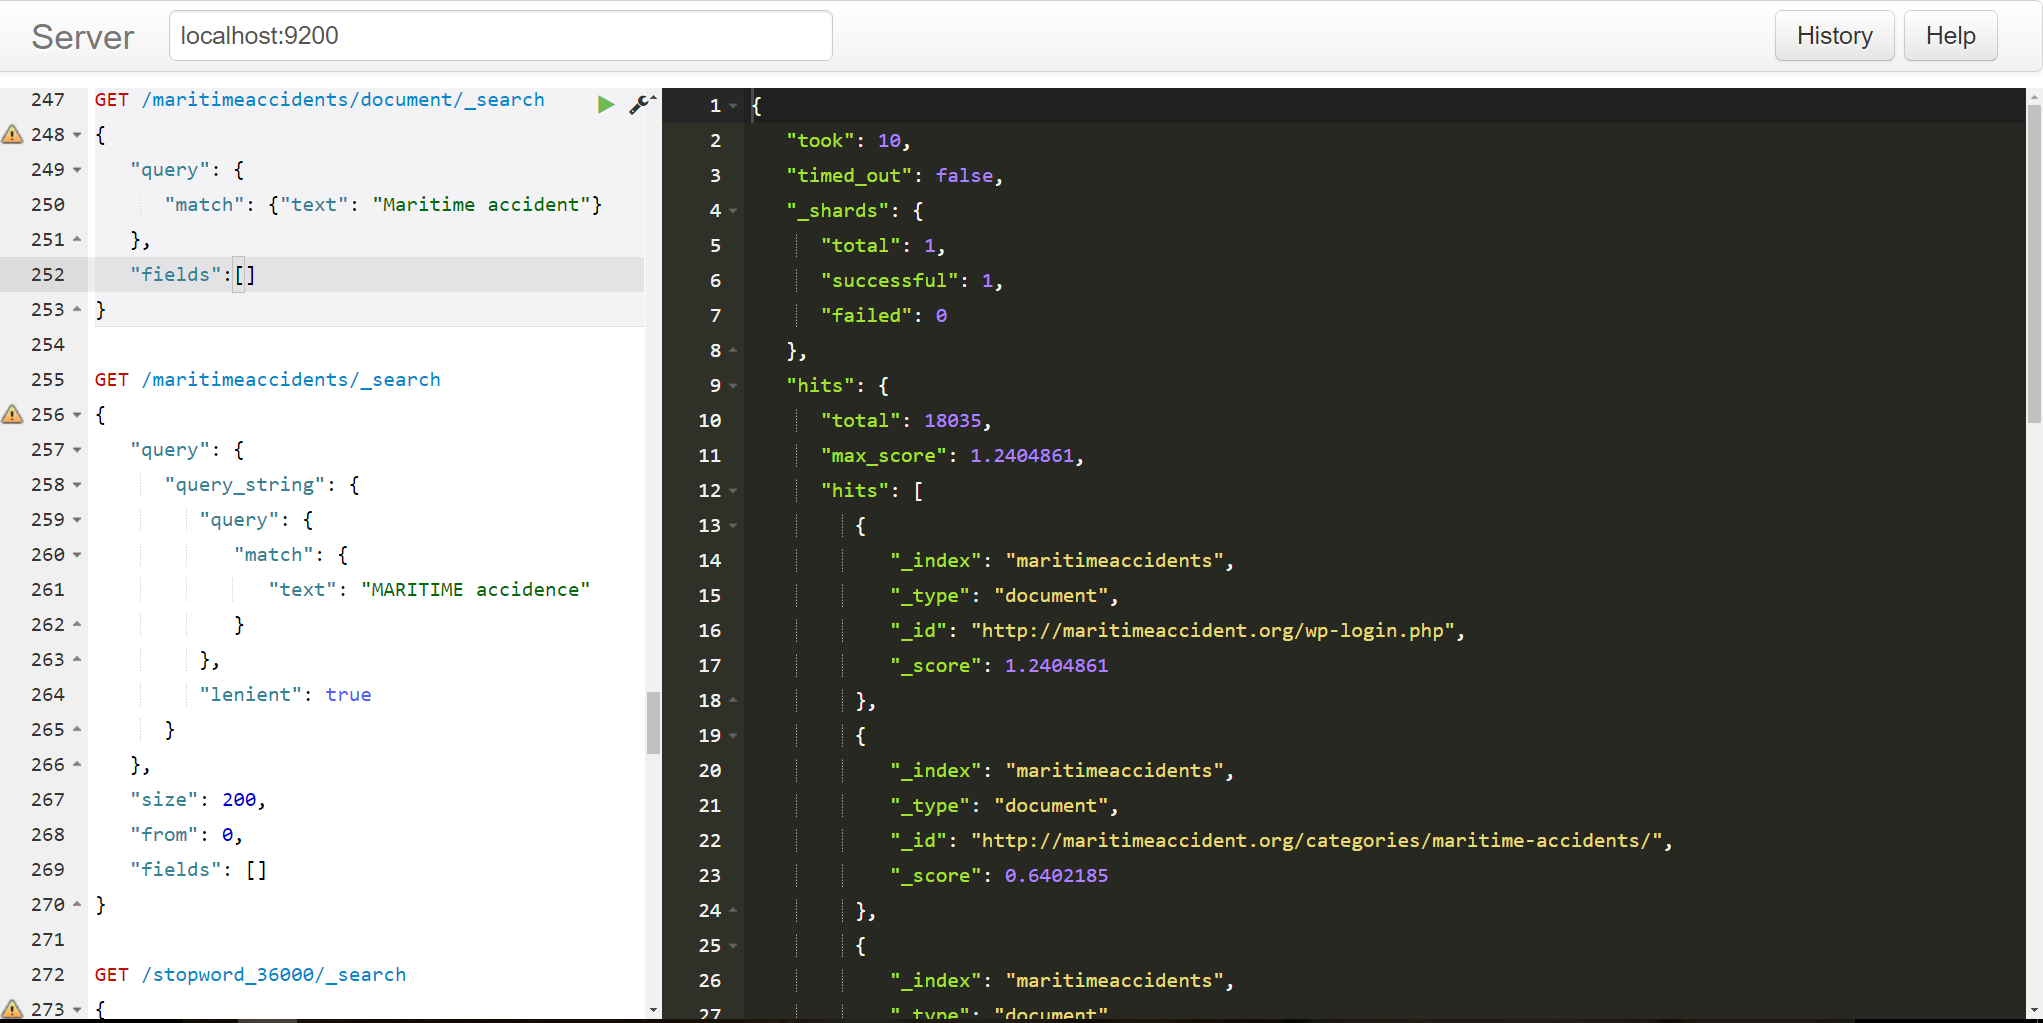 Server localhost:9200 History Help
247 GET /maritimeaccidents/document/_search
248 {
249 "query": {
250 "match": {"text": "Maritime accident"}
251 },
252 "fields":[]
253 }
254
255 GET /maritimeaccidents/_search
256 {
257 "query": {
258 "query_string": {
259 "query": {
260 "match": {
261 "text": "MARITIME accidence"
262 }
263 },
264 "lenient": true
265 }
266 },
267 "size": 200,
268 "from": 0,
269 "fields": []
270 }
271
272 GET /stopword_36000/_search
273 {
1 {
2 "took": 10,
3 "timed_out": false,
4 "_shards": {
5 "total": 1,
6 "successful": 1,
7 "failed": 0
8 },
9 "hits": {
10 "total": 18035,
11 "max_score": 1.2404861,
12 "hits": [
13 {
14 "_index": "maritimeaccidents",
15 "_type": "document",
16 "_id": "http://maritimeaccident.org/wp-login.php",
17 "_score": 1.2404861
18 },
19 {
20 "_index": "maritimeaccidents",
21 "_type": "document",
22 "_id": "http://maritimeaccident.org/categories/maritime-accidents/",
23 "_score": 0.6402185
24 },
25 {
26 "_index": "maritimeaccidents",
27 "_type": "document"